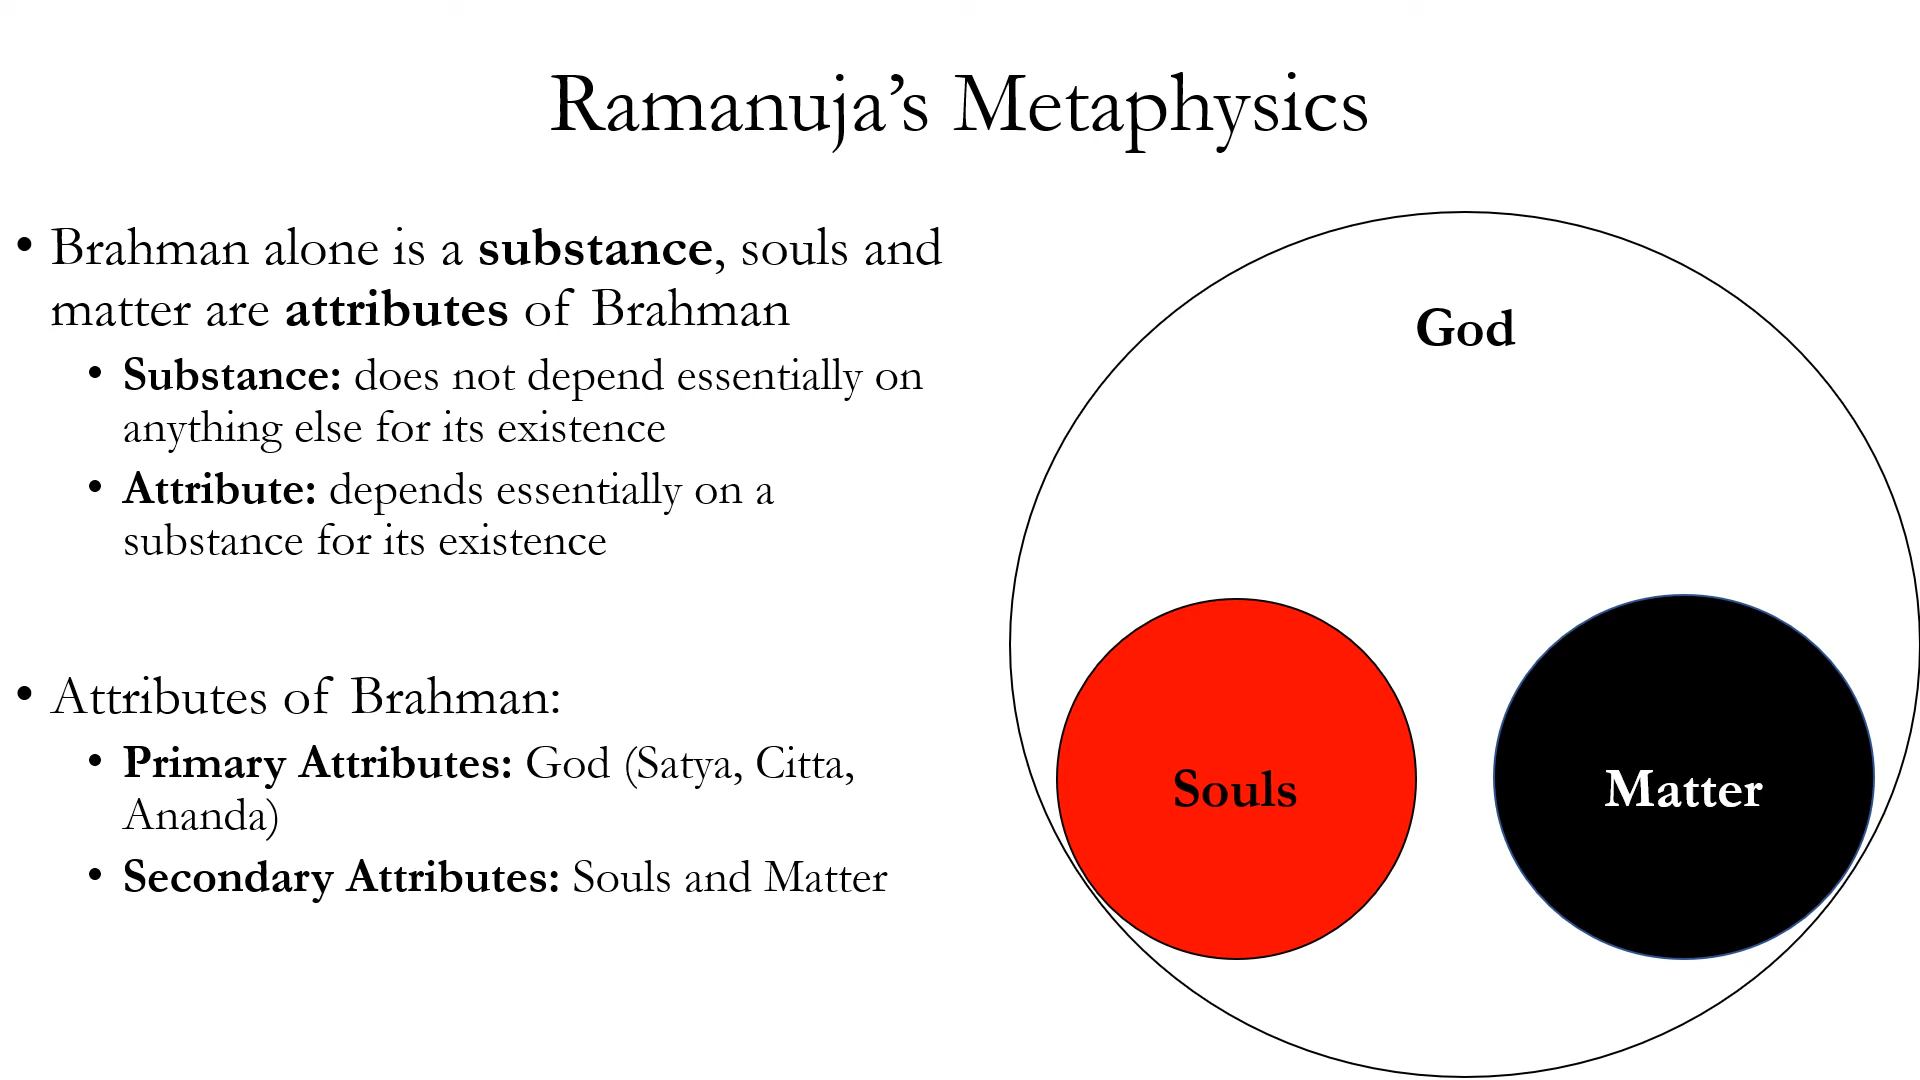 Ramanuja’s Metaphysics
• Brahman alone is a substance, souls and
matter are attributes of Brahman
• Substance: does not depend essentially on
anything else for its existence
• Attribute: depends essentially on a
substance for its existence
• Attributes of Brahman:
• Primary Attributes: God (Satya, Citta,
Ananda)
• Secondary Attributes: Souls and Matter
God
Souls
Matter